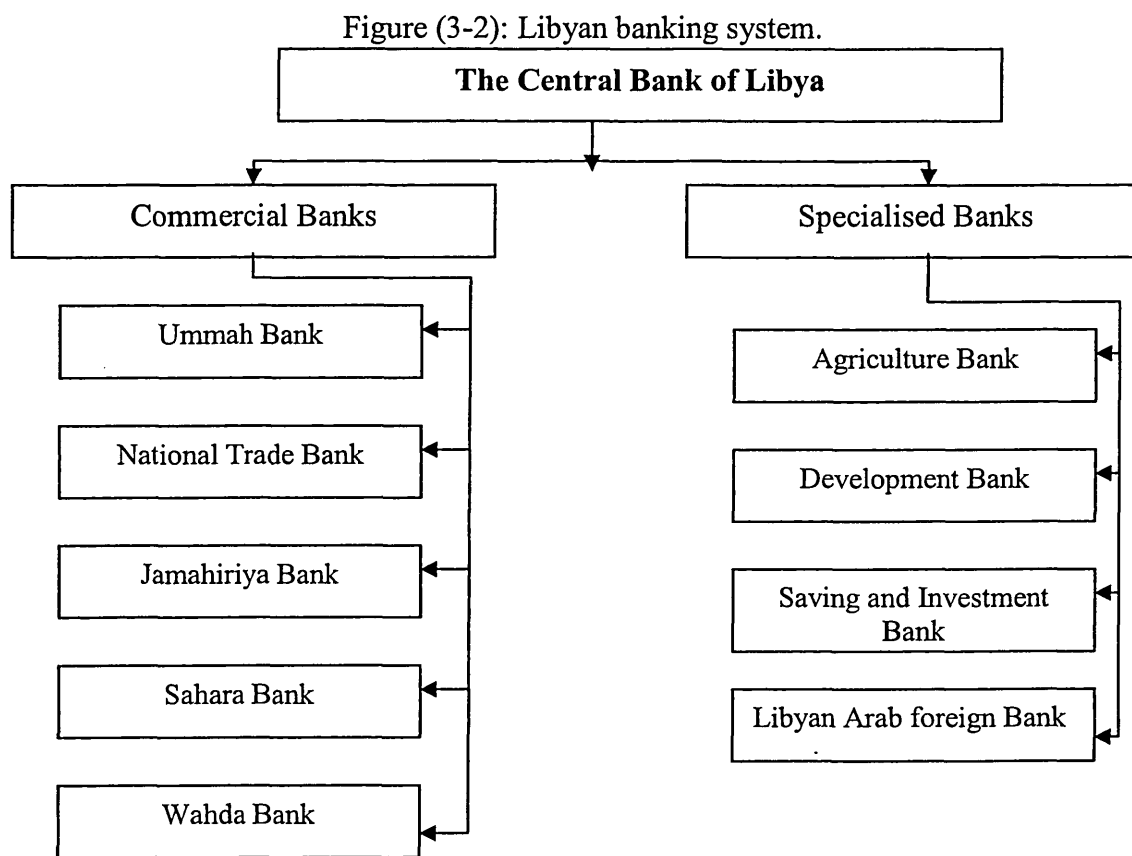 Figure (3-2): Libyan banking system.
The Central Bank of Libya
Commercial Banks
Specialised Banks
Ummah Bank
National Trade Bank
Jamahiriya Bank
Sahara Bank
Wahda Bank
Agriculture Bank
Development Bank
Saving and Investment
Bank
Libyan Arab foreign Bank